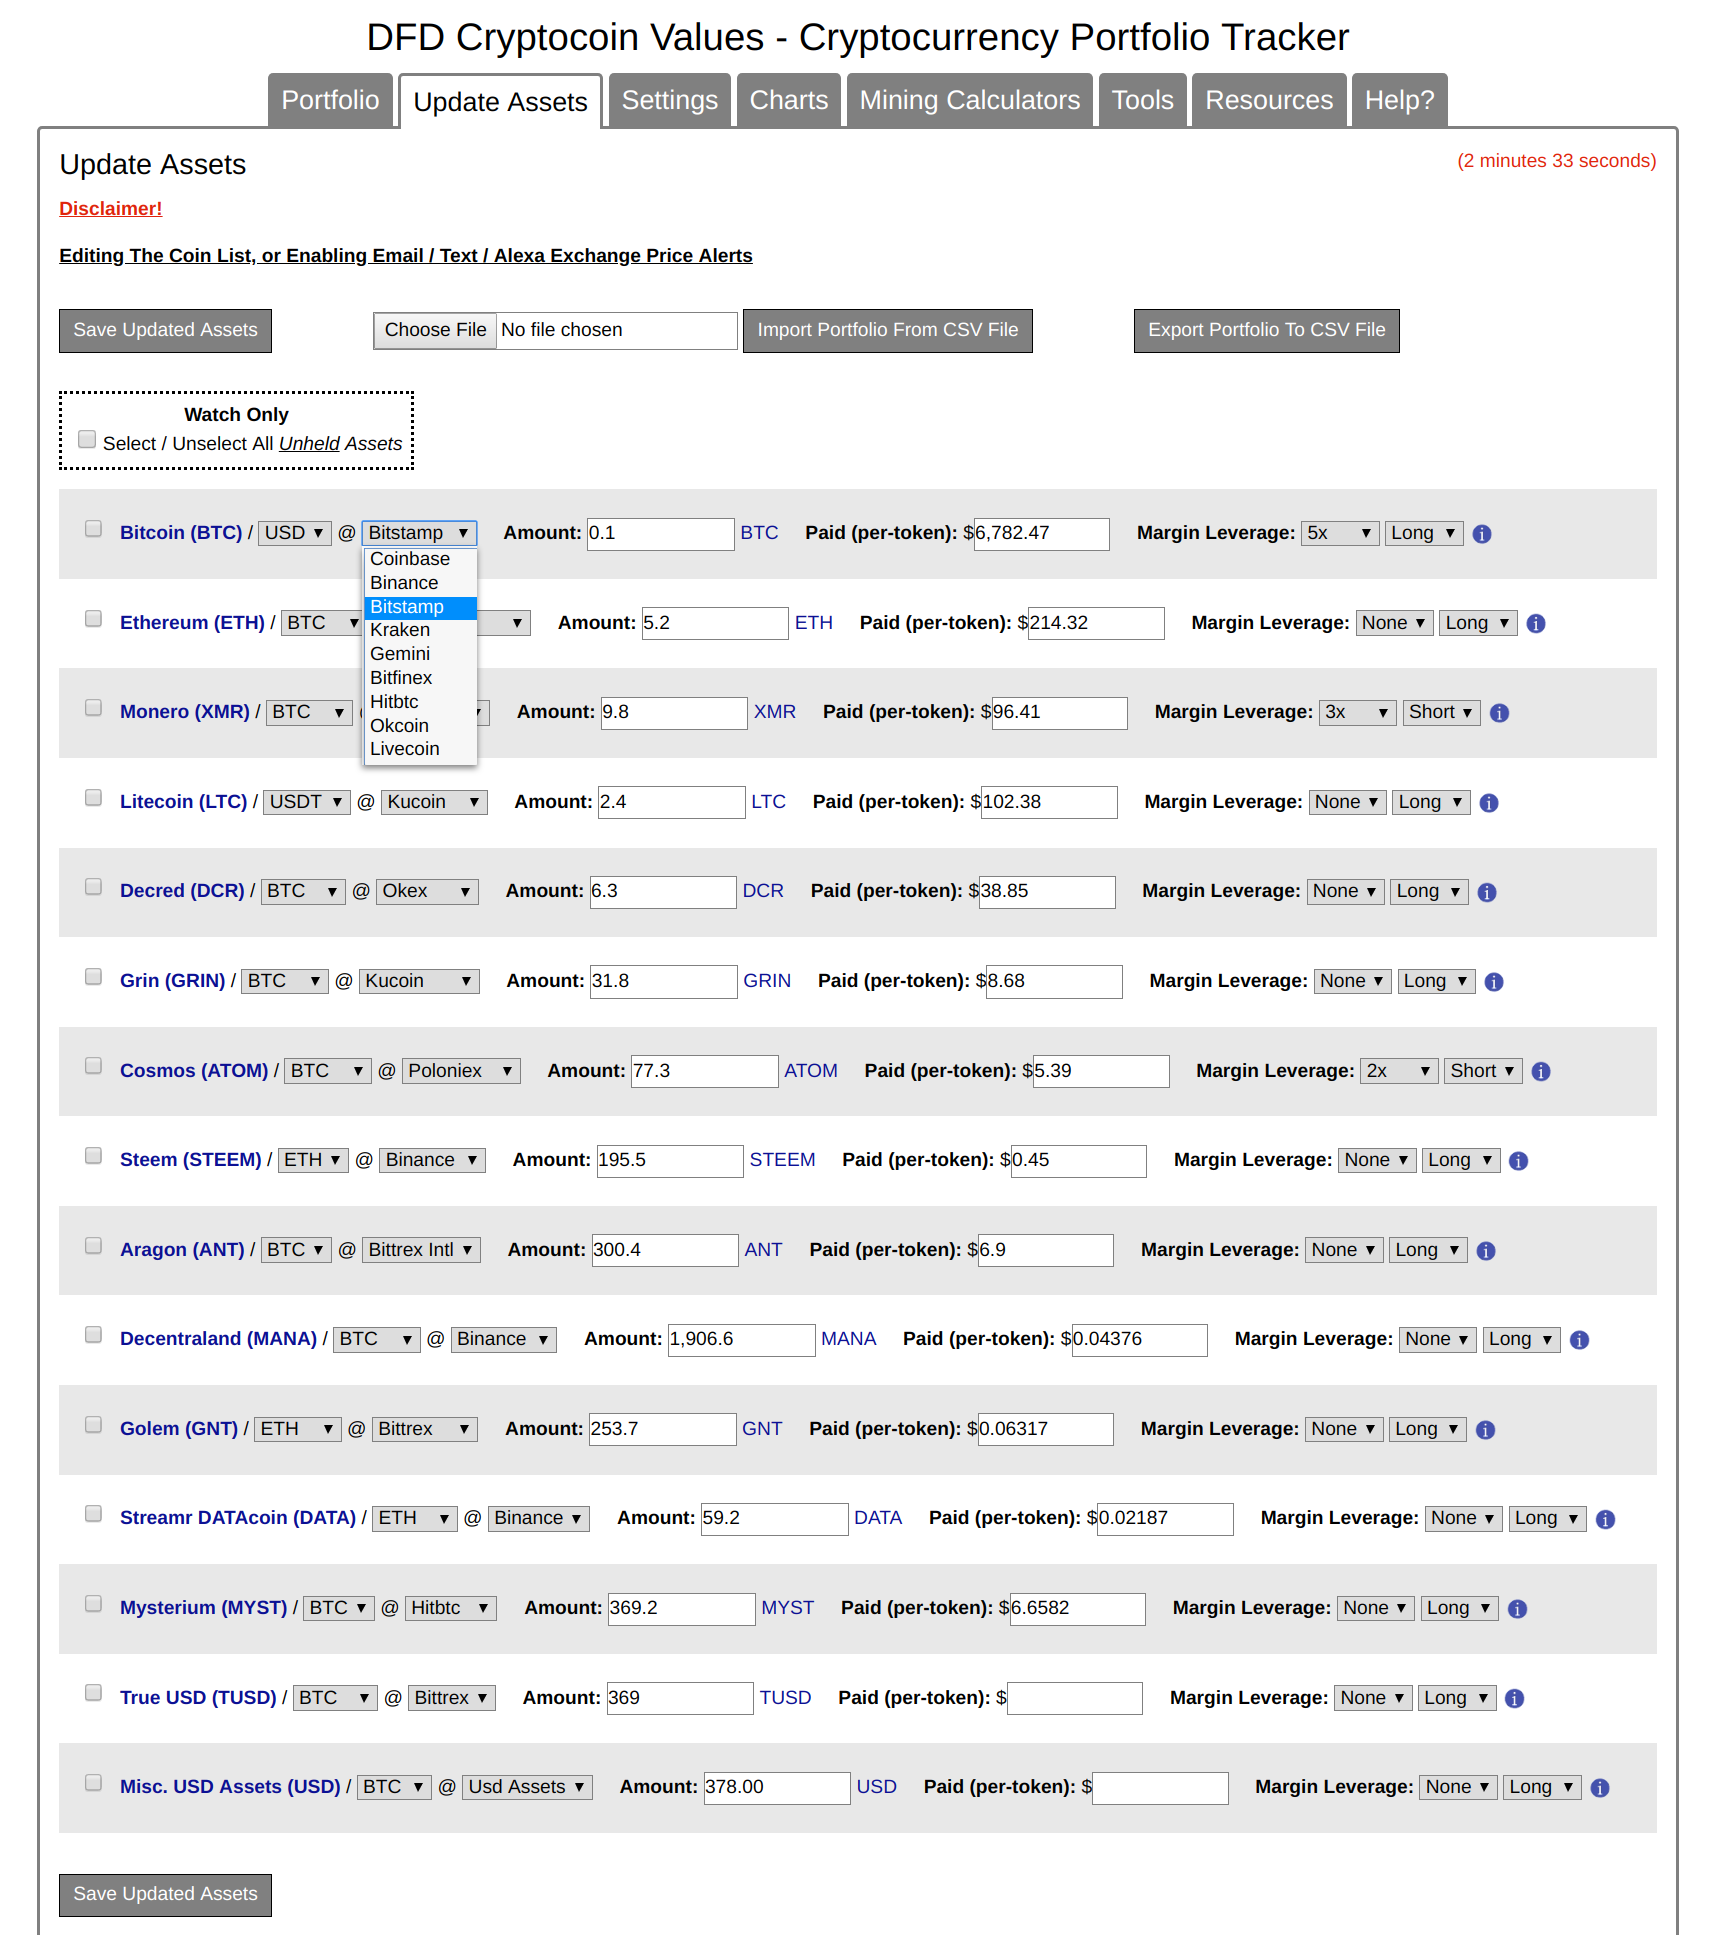 DFD Cryptocoin Values - Cryptocurrency Portfolio Tracker
Portfolio Update Assets Settings Charts Mining Calculators Tools Resources Help?
Update Assets (2 minutes 33 seconds)
Disclaimer!
Editing The Coin List, or Enabling Email / Text / Alexa Exchange Price Alerts
Save Updated Assets Choose File No file chosen Import Portfolio From CSV File Export Portfolio To CSV File
Watch Only
Select / Unselect All Unheld Assets
Bitcoin (BTC) / USD @ Bitstamp Amount: 0.1 BTC Paid (per-token): $6,782.47 Margin Leverage: 5x Long
Coinbase
Binance
Bitstamp
Kraken
Gemini
Bitfinex
Hitbtc
Okcoin
Livecoin
Ethereum (ETH) / BTC Amount: 5.2 ETH Paid (per-token): $214.32 Margin Leverage: None Long
Monero (XMR) / BTC Amount: 9.8 XMR Paid (per-token): $96.41 Margin Leverage: 3x Short
Litecoin (LTC) / USDT @ Kucoin Amount: 2.4 LTC Paid (per-token): $102.38 Margin Leverage: None Long
Decred (DCR) / BTC @ Okex Amount: 6.3 DCR Paid (per-token): $38.85 Margin Leverage: None Long
Grin (GRIN) / BTC @ Kucoin Amount: 31.8 GRIN Paid (per-token): $8.68 Margin Leverage: None Long
Cosmos (ATOM) / BTC @ Poloniex Amount: 77.3 ATOM Paid (per-token): $5.39 Margin Leverage: 2x Short
Steem (STEEM) / ETH @ Binance Amount: 195.5 STEEM Paid (per-token): $0.45 Margin Leverage: None Long
Aragon (ANT) / BTC @ Bittrex Intl Amount: 300.4 ANT Paid (per-token): $6.9 Margin Leverage: None Long
Decentraland (MANA) / BTC @ Binance Amount: 1,906.6 MANA Paid (per-token): $0.04376 Margin Leverage: None Long
Golem (GNT) / ETH @ Bittrex Amount: 253.7 GNT Paid (per-token): $0.06317 Margin Leverage: None Long
Streamr DATAcoin (DATA) / ETH @ Binance Amount: 59.2 DATA Paid (per-token): $0.02187 Margin Leverage: None Long
Mysterium (MYST) / BTC @ Hitbtc Amount: 369.2 MYST Paid (per-token): $6.6582 Margin Leverage: None Long
True USD (TUSD) / BTC @ Bittrex Amount: 369 TUSD Paid (per-token): $ Margin Leverage: None Long
Misc. USD Assets (USD) / BTC @ Usd Assets Amount: 378.00 USD Paid (per-token): $ Margin Leverage: None Long
Save Updated Assets